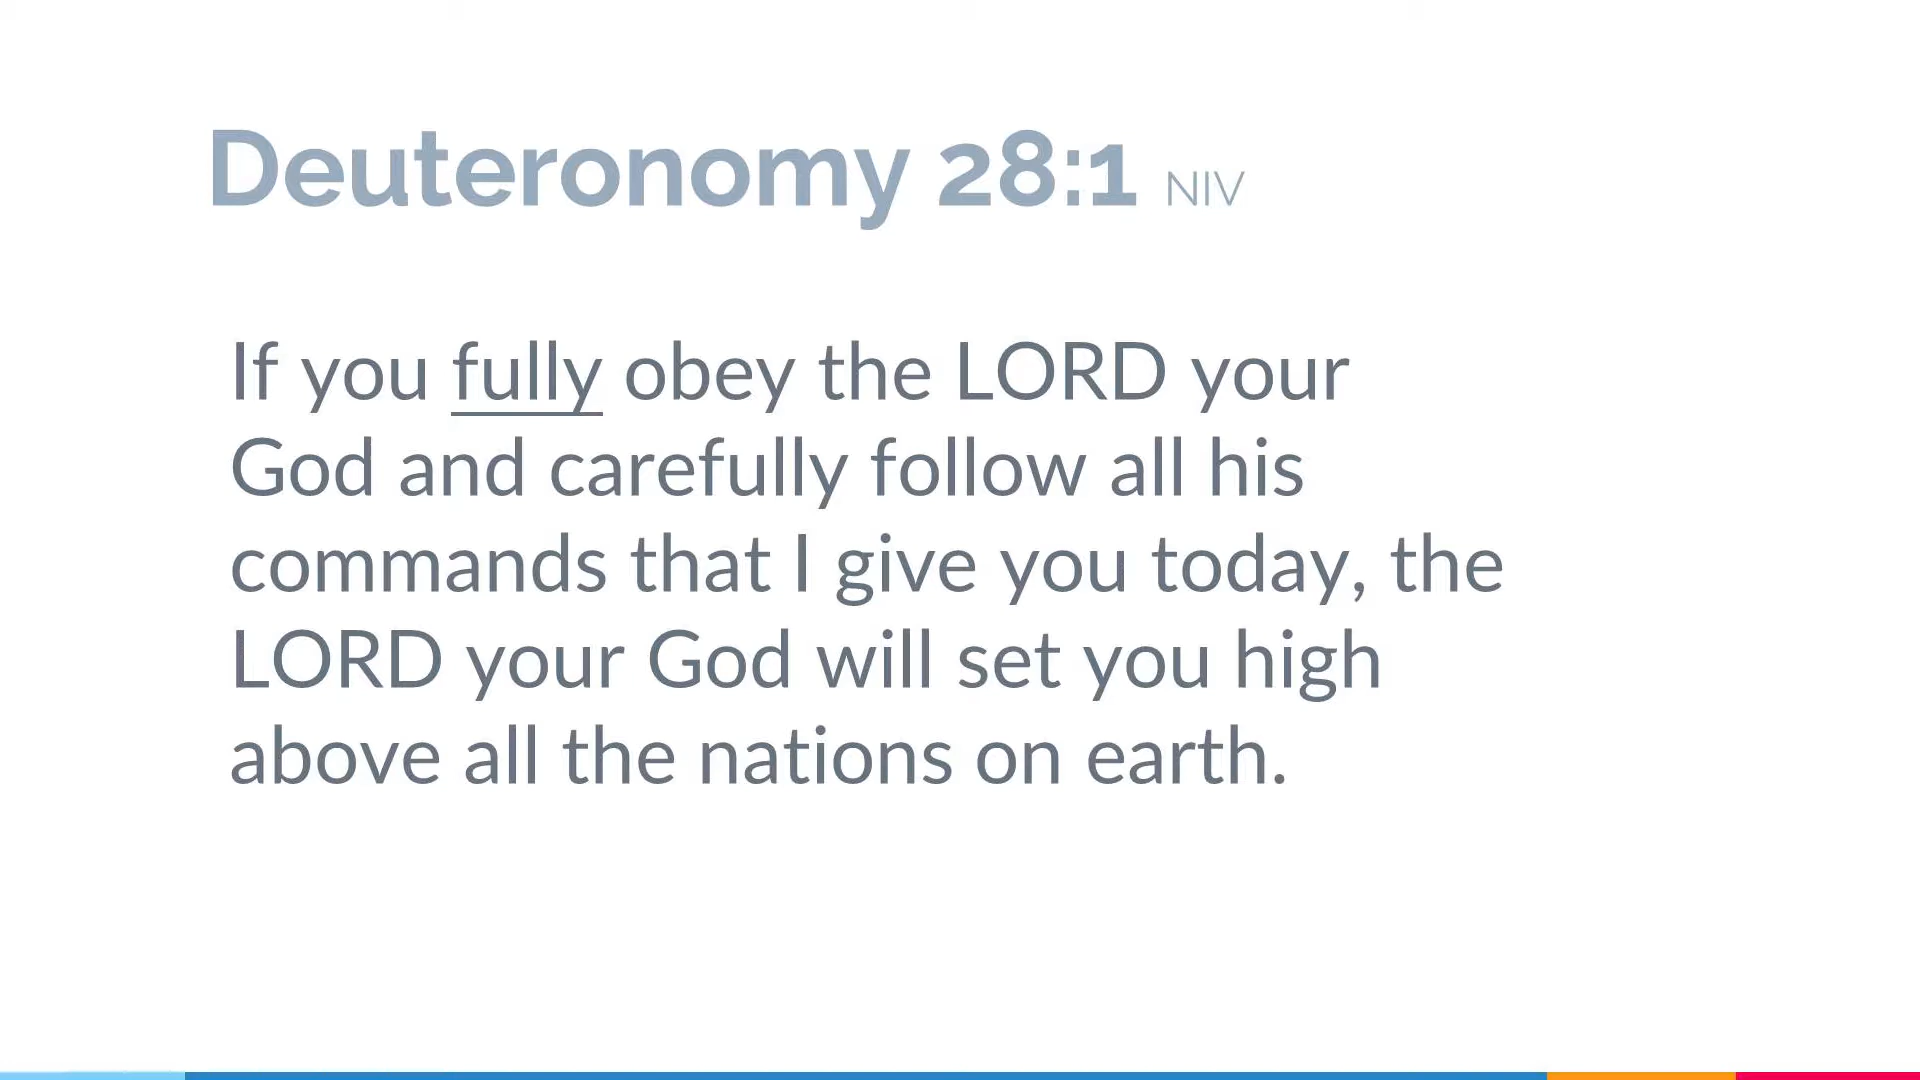 Deuteronomy 28:1 NIV
If you fully obey the LORD your
God and carefully follow all his
commands that I give you today, the
LORD your God will set you high
above all the nations on earth.